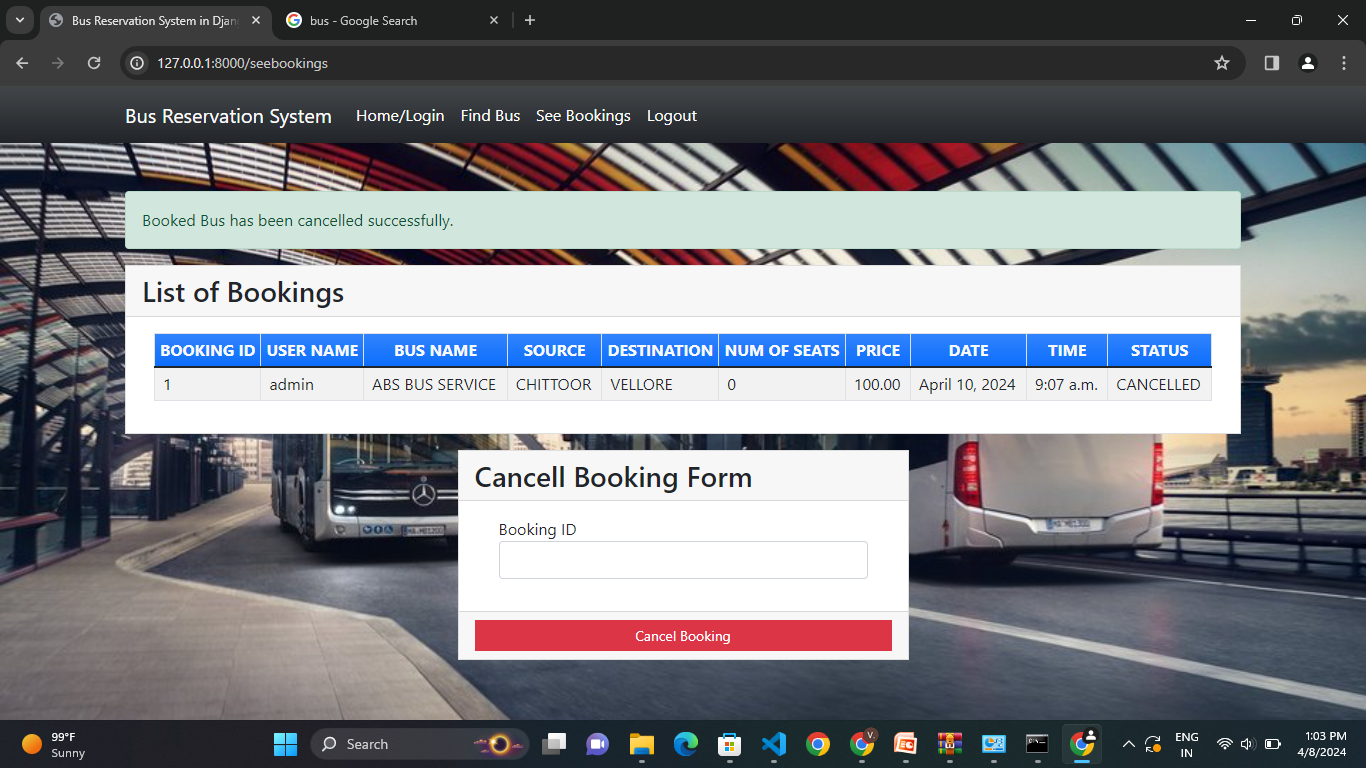 Bus Reservation System in Djan
bus - Google Search
127.0.0.1:8000/seebookings
Bus Reservation System Home/Login Find Bus See Bookings Logout
Booked Bus has been cancelled successfully.
List of Bookings
BOOKING ID USER NAME BUS NAME SOURCE DESTINATION NUM OF SEATS PRICE DATE TIME STATUS
1 admin ABS BUS SERVICE CHITTOOR VELLORE 0 100.00 April 10, 2024 9:07 a.m. CANCELLED
Cancell Booking Form
Booking ID
Cancel Booking
99°F
Sunny
Search
V.
ENG
IN
1:03 PM
4/8/2024